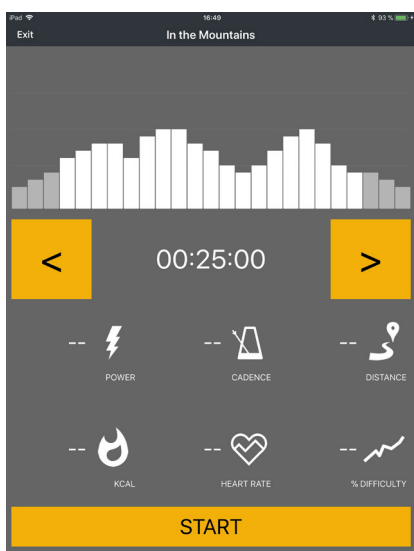 iPad 16:49 93 %
Exit In the Mountains
< 00:25:00 >
-- -- --
POWER CADENCE DISTANCE
-- -- --
KCAL HEART RATE % DIFFICULTY
START